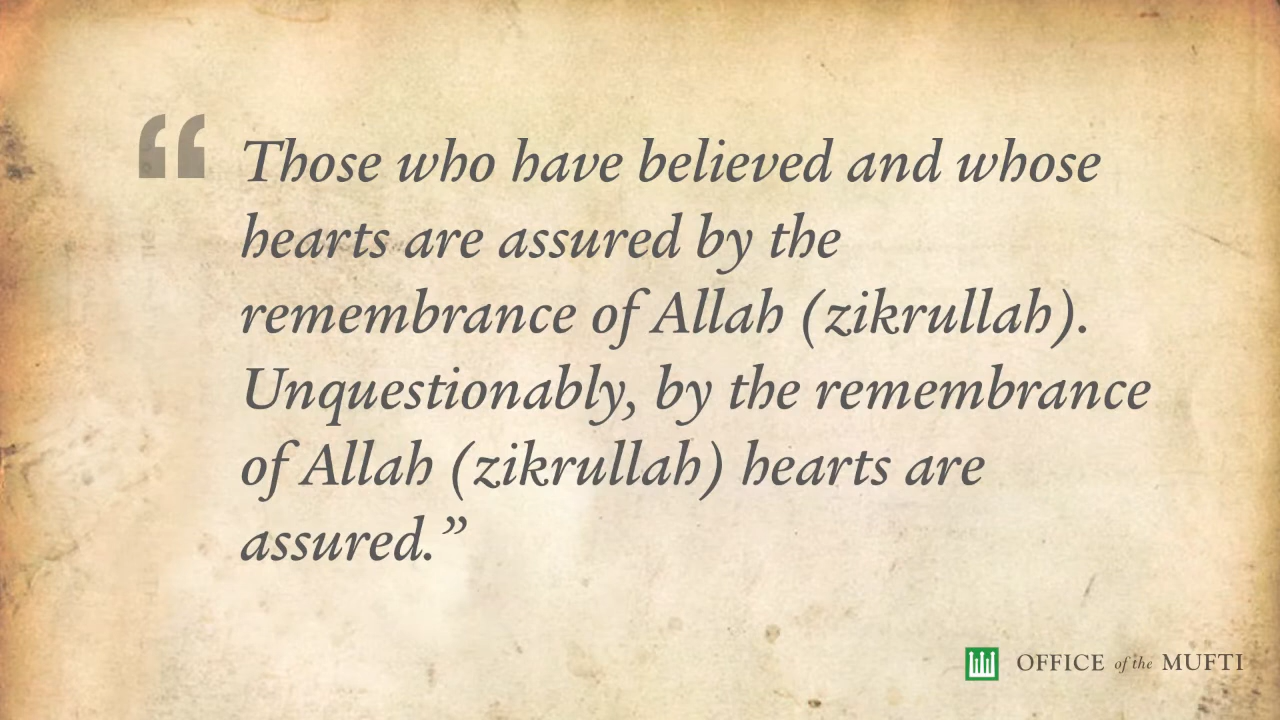 “ Those who have believed and whose
hearts are assured by the
remembrance of Allah (zikrullah).
Unquestionably, by the remembrance
of Allah (zikrullah) hearts are
assured.”
OFFICE of the MUFTI